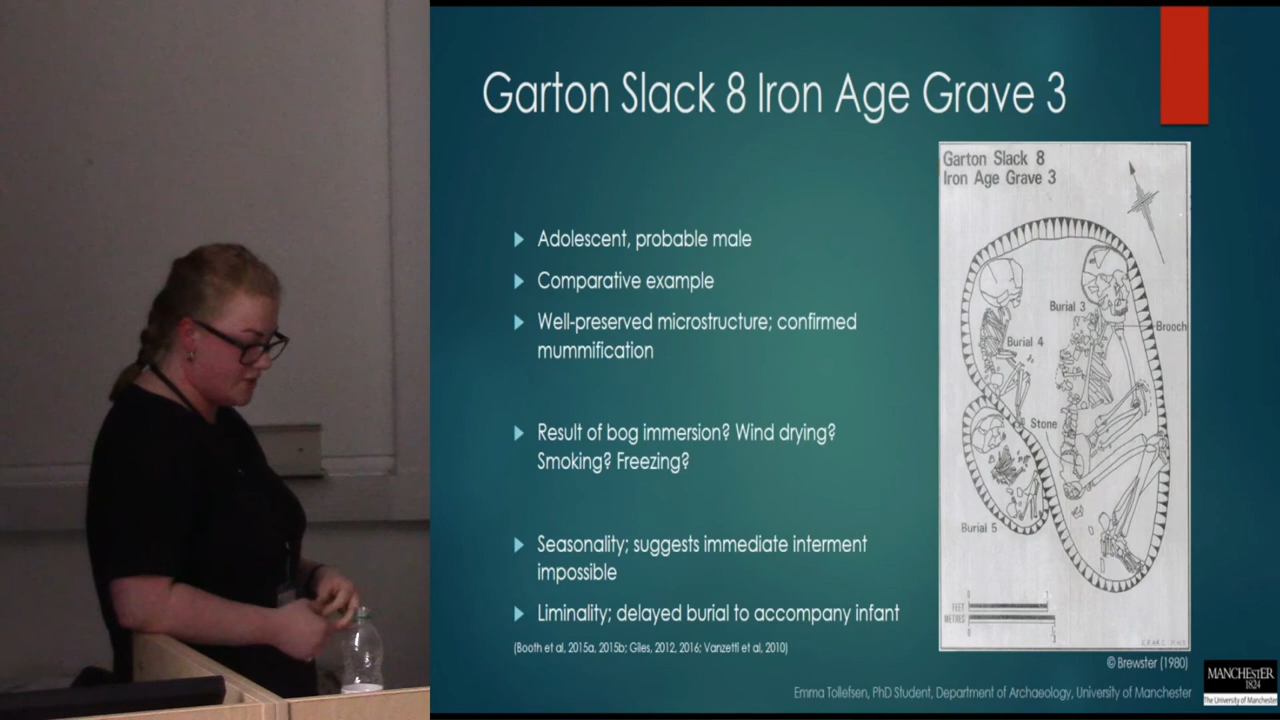 Garton Slack 8 Iron Age Grave 3
Adolescent, probable male
Comparative example
Well-preserved microstructure; confirmed
mummification
Result of bog immersion? Wind drying?
Smoking? Freezing?
Seasonality; suggests immediate interment
impossible
Liminality; delayed burial to accompany infant
(Booth et al, 2015a, 2015b; Giles, 2012, 2016; Vanzetti et al, 2010)
Garton Slack 8
Iron Age Grave 3
Burial 3
Brooch
Burial 4
Stone
Burial 5
0
FEET
METRES
0
© Brewster (1980)
Emma Tollefsen, PhD Student, Department of Archaeology, University of Manchester
MANCHESTER
1824
The University of Manchester